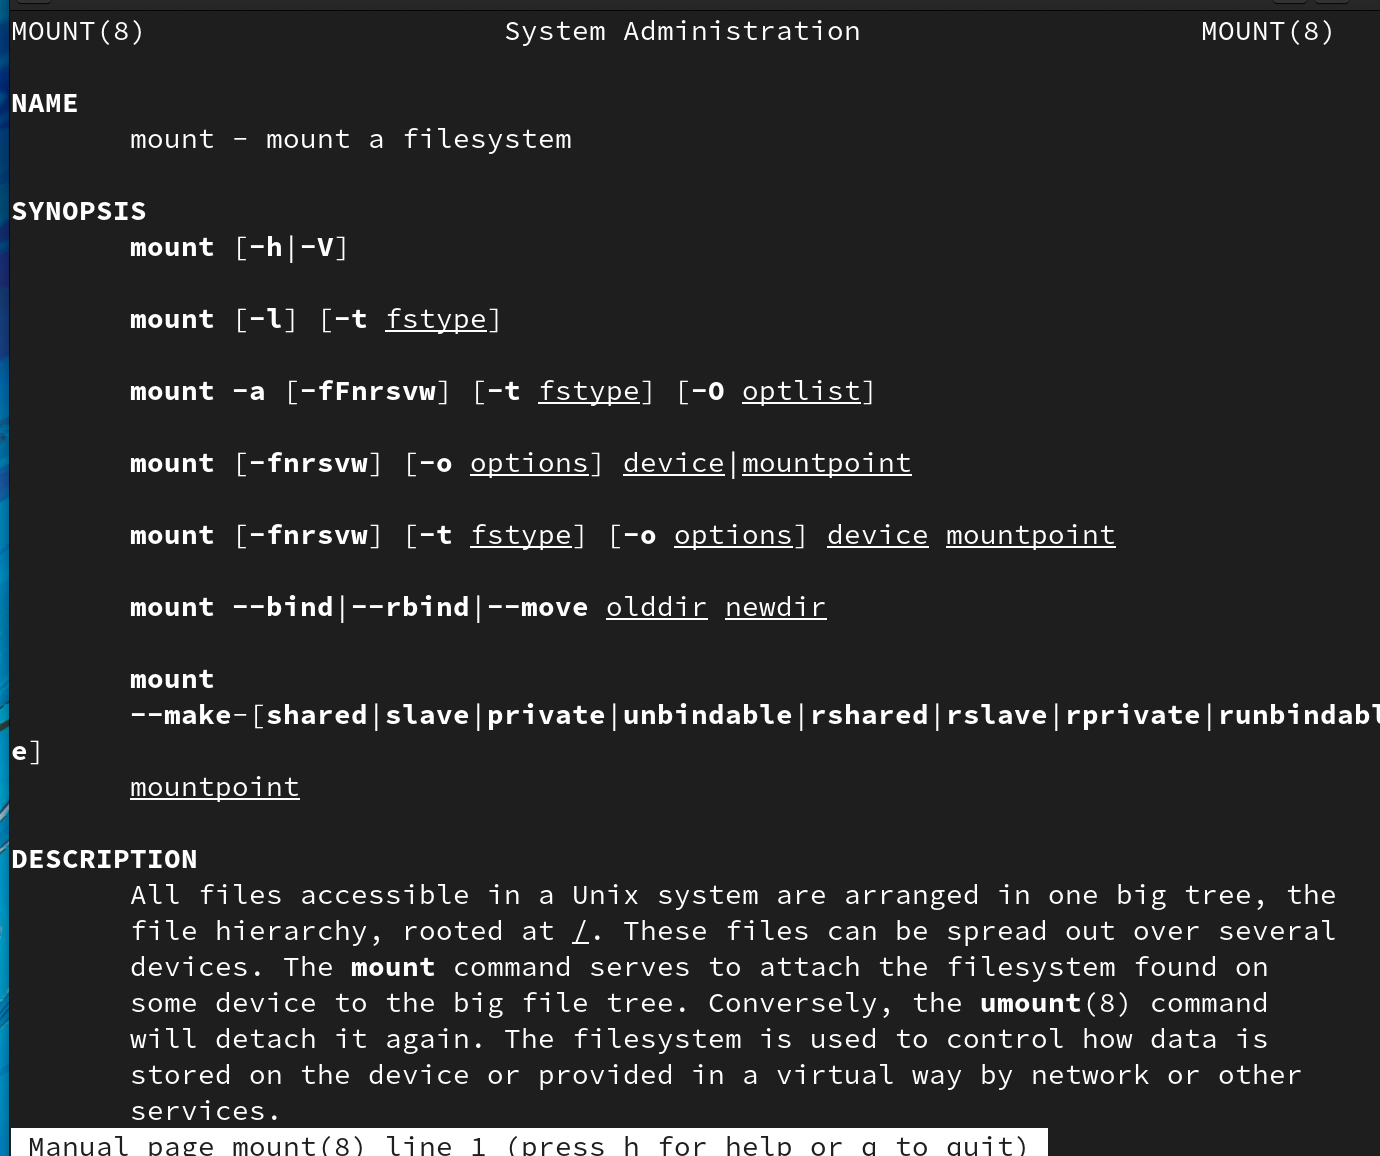 MOUNT(8) System Administration MOUNT(8)
NAME
mount - mount a filesystem
SYNOPSIS
mount [-h|-V]
mount [-l] [-t fstype]
mount -a [-fFnrsvw] [-t fstype] [-O optlist]
mount [-fnrsvw] [-o options] device|mountpoint
mount [-fnrsvw] [-t fstype] [-o options] device mountpoint
mount --bind|--rbind|--move olddir newdir
mount
--make-[shared|slave|private|unbindable|rshared|rslave|rprivate|runbindabl
e]
mountpoint
DESCRIPTION
All files accessible in a Unix system are arranged in one big tree, the
file hierarchy, rooted at /. These files can be spread out over several
devices. The mount command serves to attach the filesystem found on
some device to the big file tree. Conversely, the umount(8) command
will detach it again. The filesystem is used to control how data is
stored on the device or provided in a virtual way by network or other
services.
Manual page mount(8) line 1 (press h for help or q to quit)